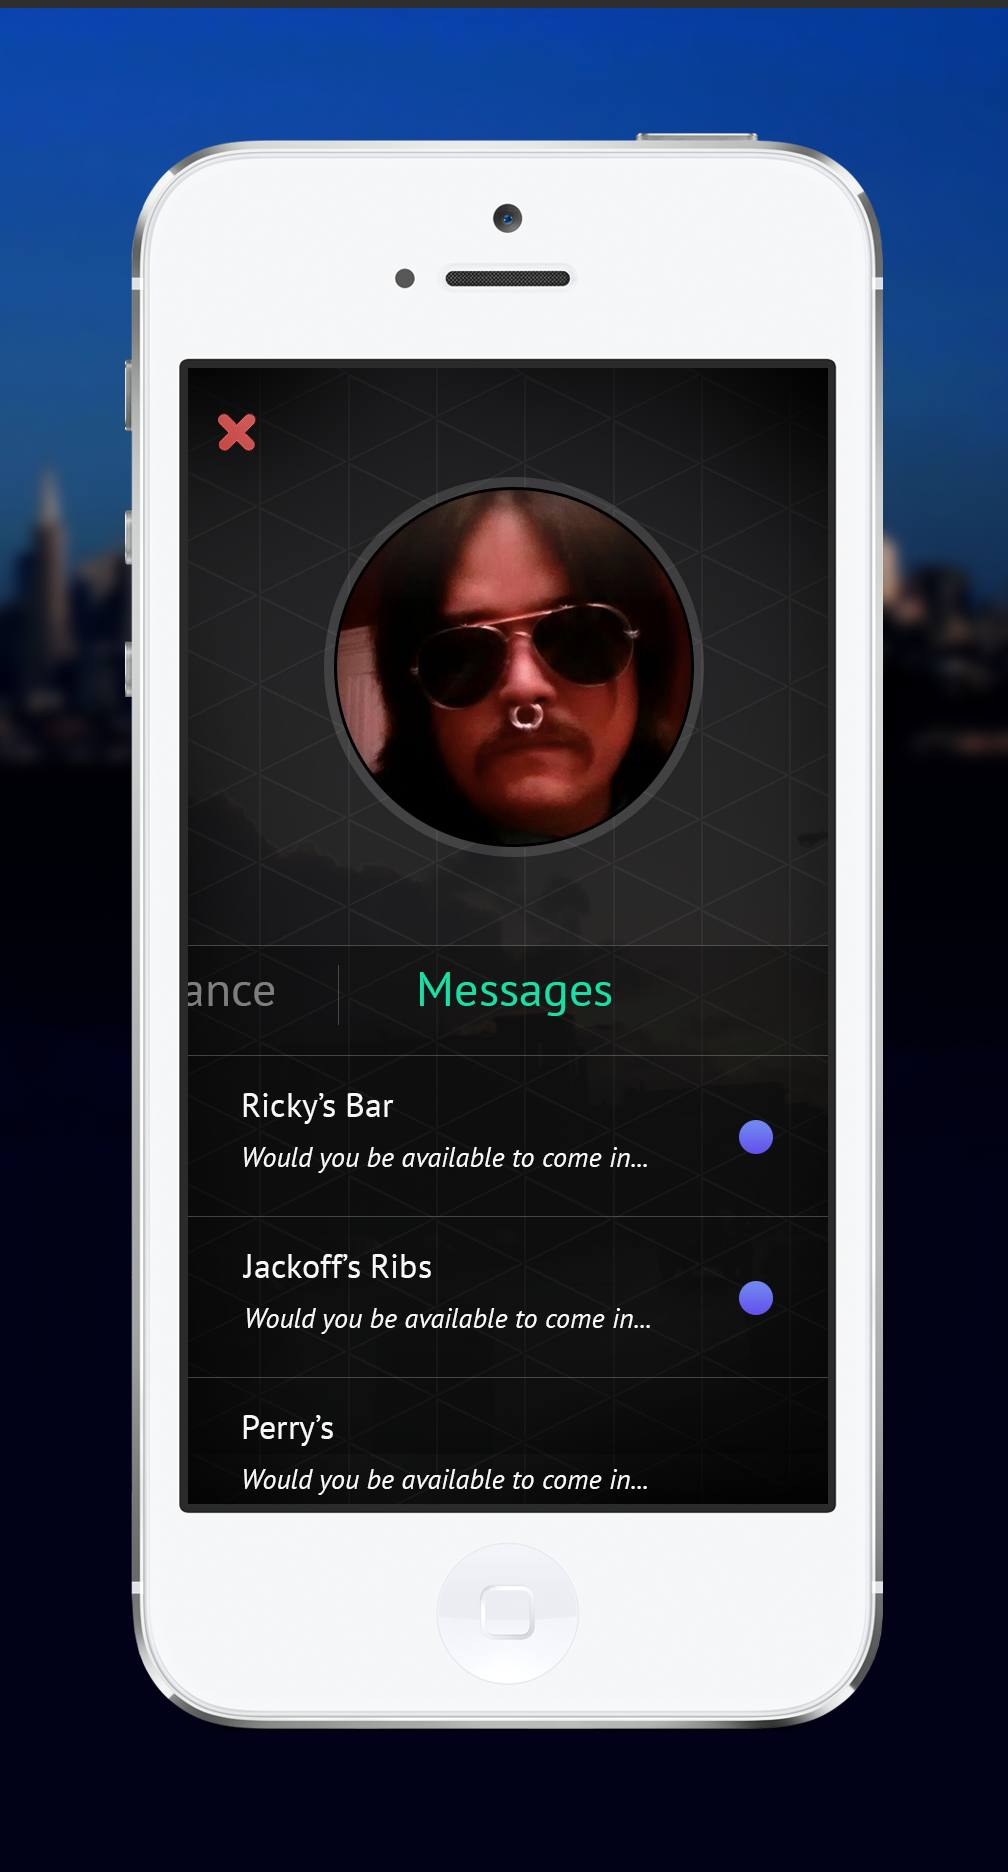 ance
Messages
Ricky’s Bar
Would you be available to come in...
Jackoff’s Ribs
Would you be available to come in...
Perry’s
Would you be available to come in...